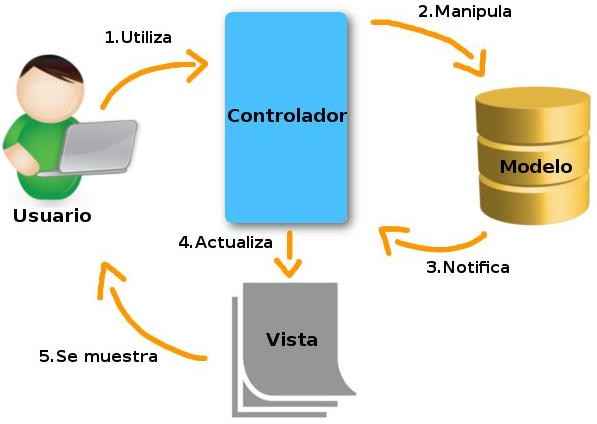 1.Utiliza
2.Manipula
Controlador
Modelo
Usuario
4.Actualiza
3.Notifica
Vista
5.Se muestra